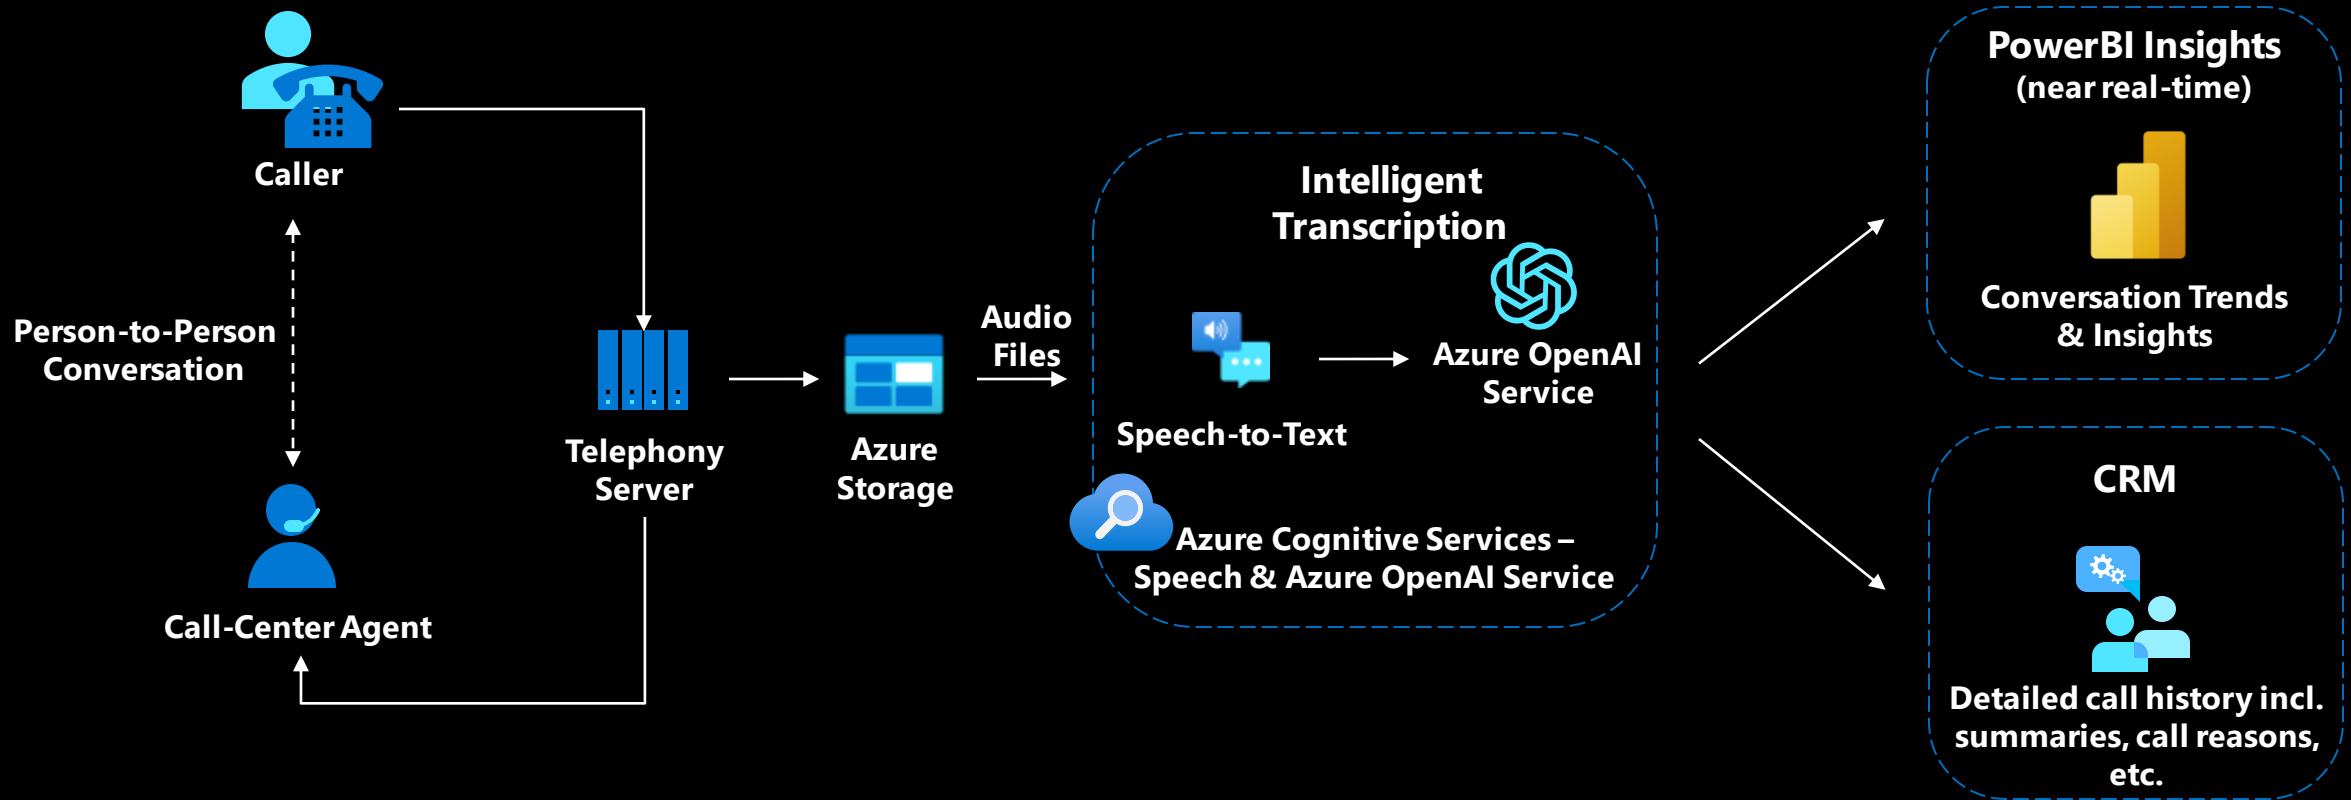 Caller
Person-to-Person
Conversation
Call-Center Agent
Telephony
Server
Azure
Storage
Audio
Files
Intelligent
Transcription
Speech-to-Text
Azure OpenAI
Service
Azure Cognitive Services –
Speech & Azure OpenAI Service
PowerBI Insights
(near real-time)
Conversation Trends
& Insights
CRM
Detailed call history incl.
summaries, call reasons,
etc.